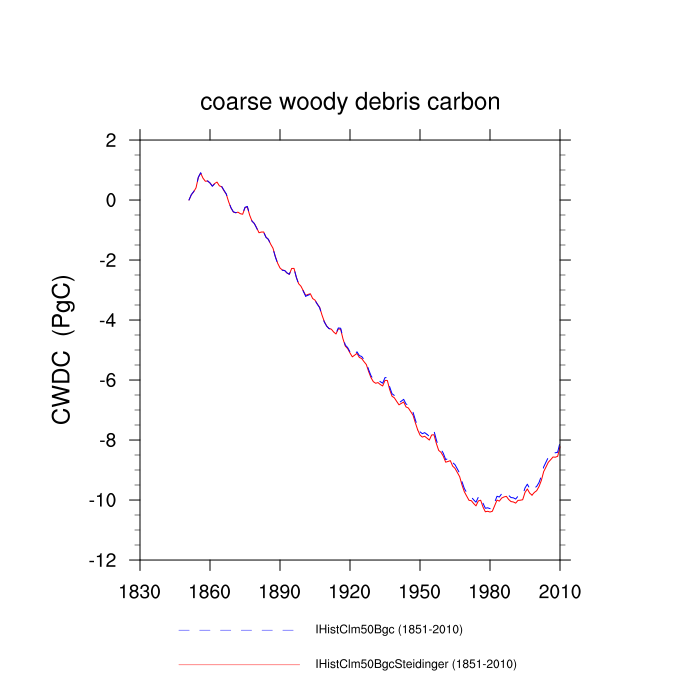 coarse woody debris carbon
2
0
-2
-4
-6
-8
-10
-12
CWDC (PgC)
1830 1860 1890 1920 1950 1980 2010
IHistClm50Bgc (1851-2010)
IHistClm50BgcSteidinger (1851-2010)